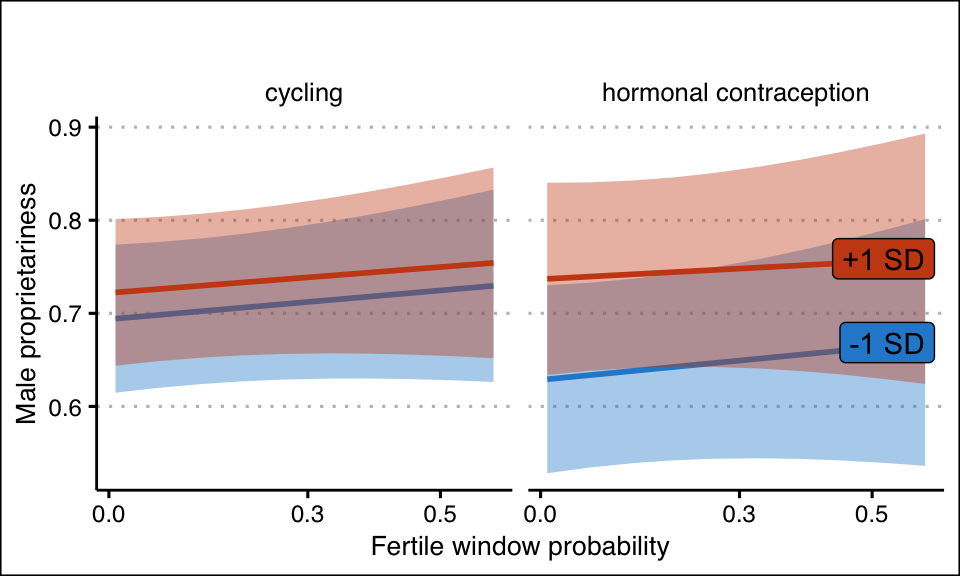 cycling
hormonal contraception
Male proprietariness
0.9
0.8
0.7
0.6
+1 SD
-1 SD
0.0
0.3
0.5
0.0
0.3
0.5
Fertile window probability